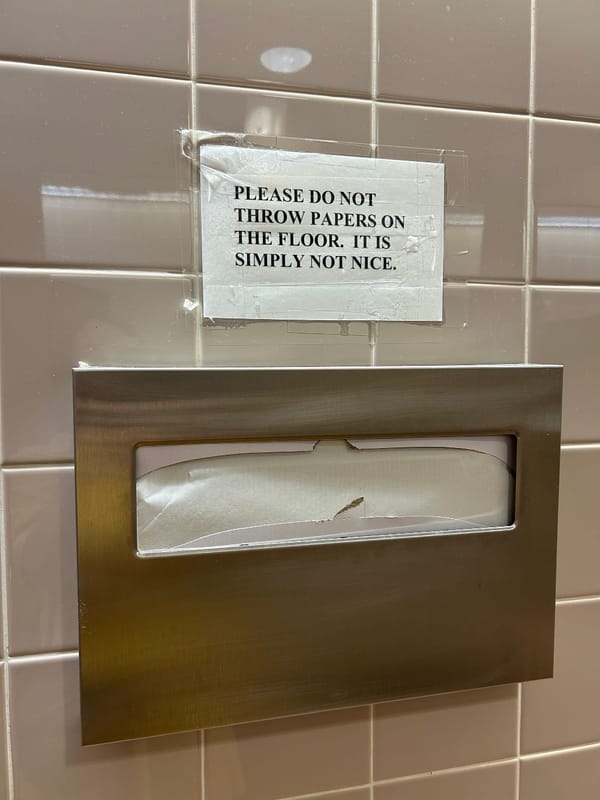 PLEASE DO NOT
THROW PAPERS ON
THE FLOOR. IT IS
SIMPLY NOT NICE.